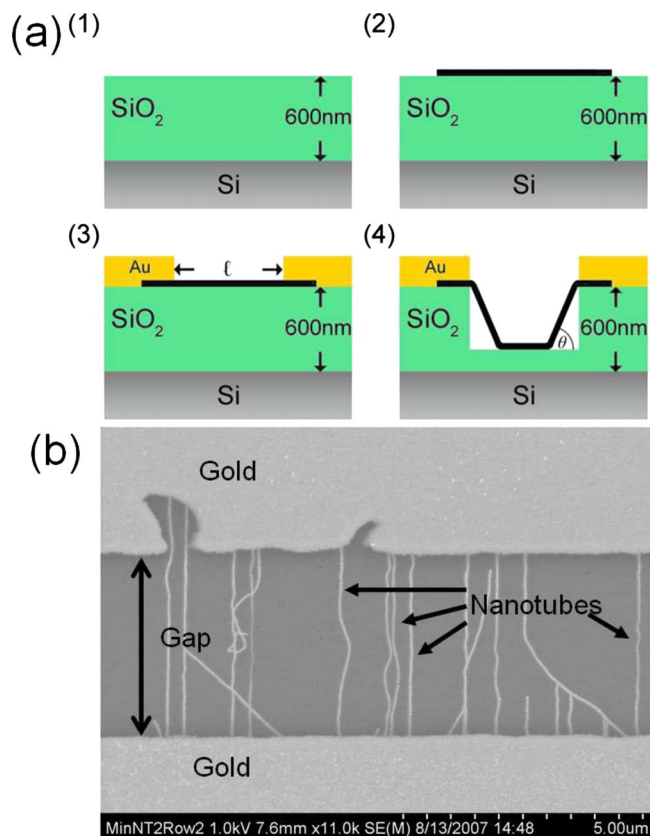 (a) (1) (2)
SiO₂ 600nm SiO₂ 600nm
Si Si
(3) (4)
Au ℓ Au
SiO₂ 600nm SiO₂ θ 600nm
Si Si
(b)
Gold
Nanotubes
Gap
Gold
MinNT2Row2 1.0kV 7.6mm x11.0k SE(M) 8/13/2007 14:48 5.00um